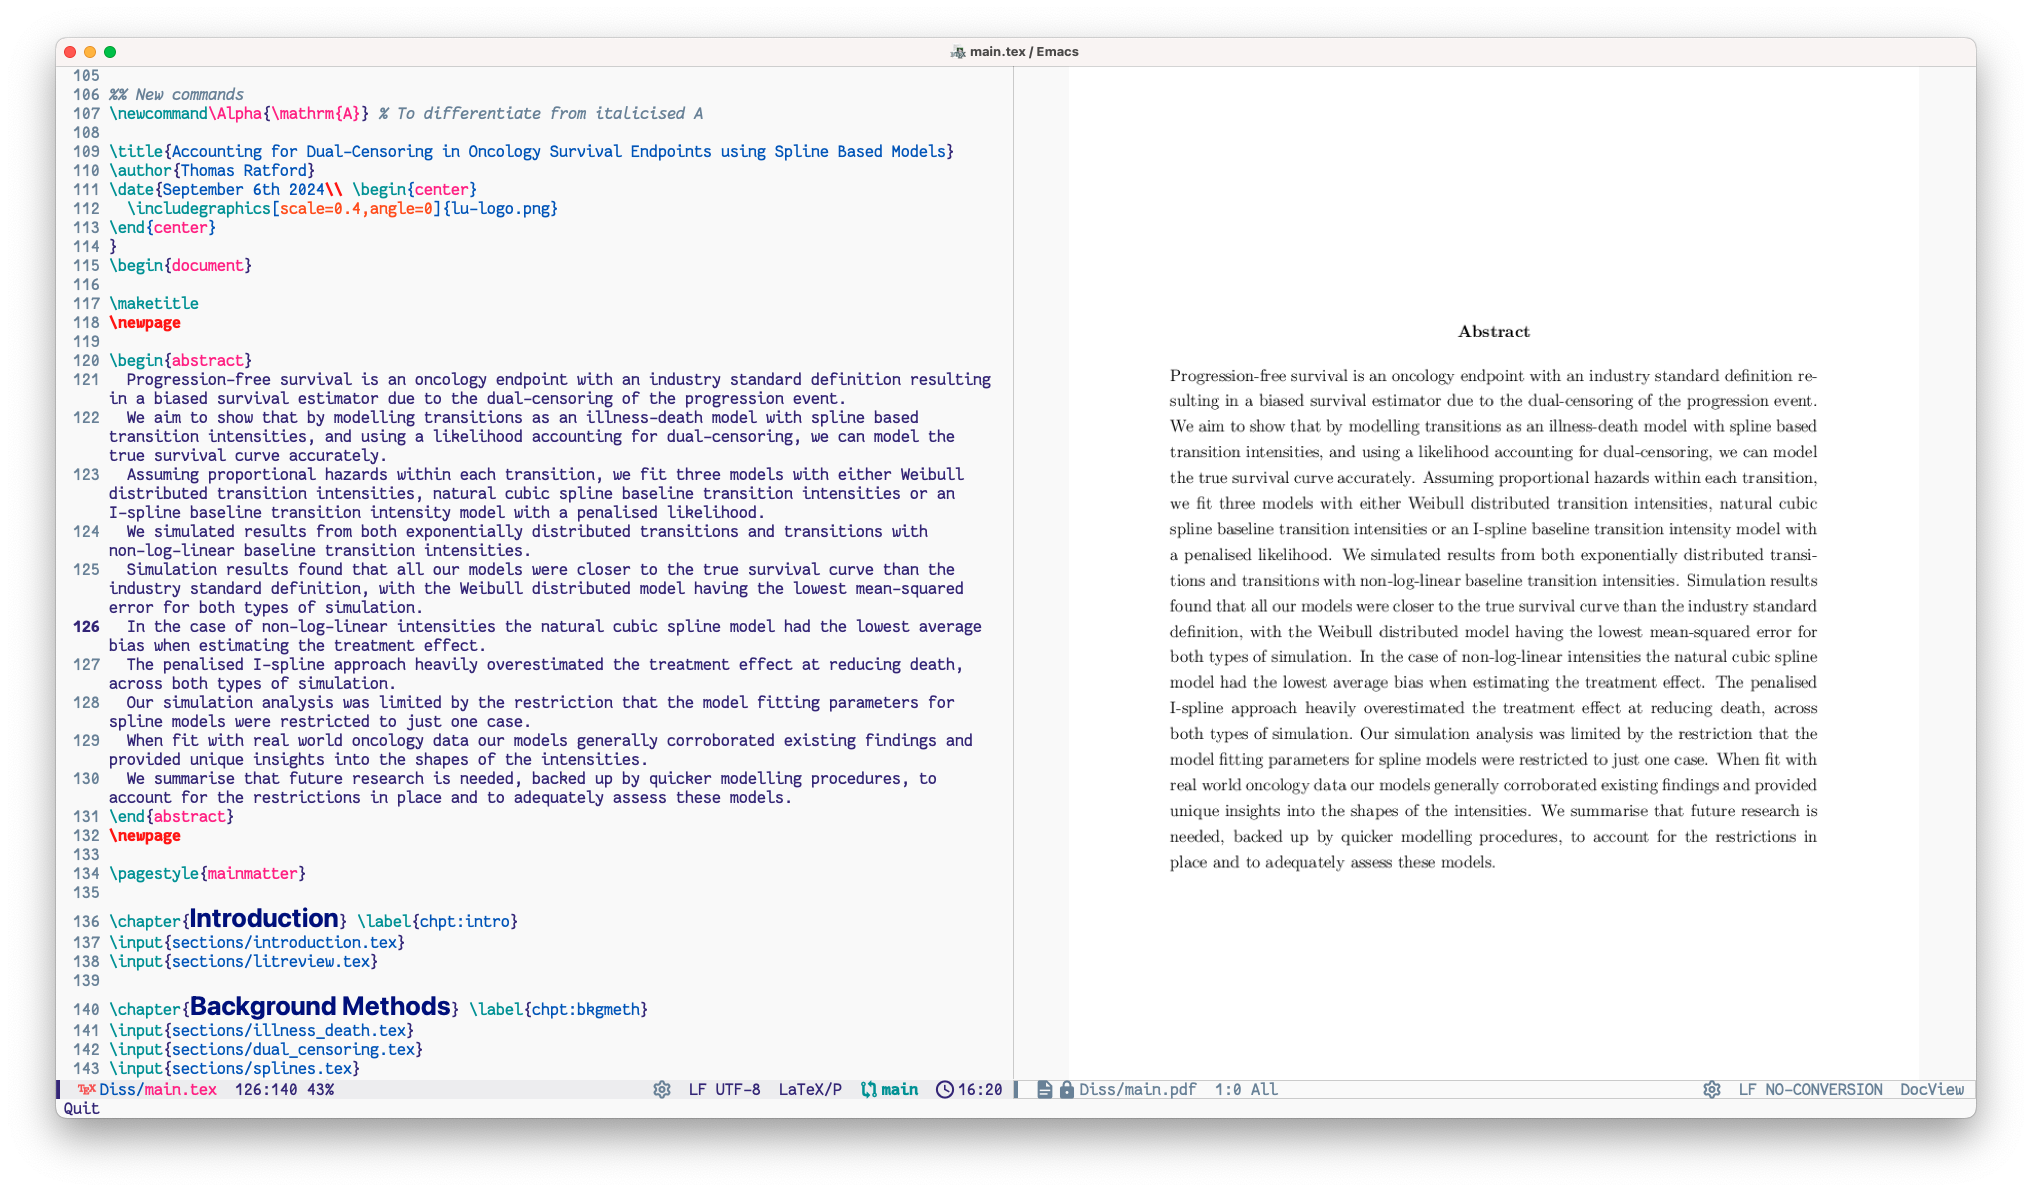 main.tex / Emacs
105
106 %% New commands
107 \newcommand\Alpha{\mathrm{A}} % To differentiate from italicised A
108
109 \title{Accounting for Dual-Censoring in Oncology Survival Endpoints using Spline Based Models}
110 \author{Thomas Ratford}
111 \date{September 6th 2024\\ \begin{center}
112   \includegraphics[scale=0.4,angle=0]{lu-logo.png}
113 \end{center}
114 }
115 \begin{document}
116
117 \maketitle
118 \newpage
119
120 \begin{abstract}
121   Progression-free survival is an oncology endpoint with an industry standard definition resulting
in a biased survival estimator due to the dual-censoring of the progression event.
122   We aim to show that by modelling transitions as an illness-death model with spline based
transition intensities, and using a likelihood accounting for dual-censoring, we can model the
true survival curve accurately.
123   Assuming proportional hazards within each transition, we fit three models with either Weibull
distributed transition intensities, natural cubic spline baseline transition intensities or an
I-spline baseline transition intensity model with a penalised likelihood.
124   We simulated results from both exponentially distributed transitions and transitions with
non-log-linear baseline transition intensities.
125   Simulation results found that all our models were closer to the true survival curve than the
industry standard definition, with the Weibull distributed model having the lowest mean-squared
error for both types of simulation.
126   In the case of non-log-linear intensities the natural cubic spline model had the lowest average
bias when estimating the treatment effect.
127   The penalised I-spline approach heavily overestimated the treatment effect at reducing death,
across both types of simulation.
128   Our simulation analysis was limited by the restriction that the model fitting parameters for
spline models were restricted to just one case.
129   When fit with real world oncology data our models generally corroborated existing findings and
provided unique insights into the shapes of the intensities.
130   We summarise that future research is needed, backed up by quicker modelling procedures, to
account for the restrictions in place and to adequately assess these models.
131 \end{abstract}
132 \newpage
133
134 \pagestyle{mainmatter}
135
136 \chapter{Introduction} \label{chpt:intro}
137 \input{sections/introduction.tex}
138 \input{sections/litreview.tex}
139
140 \chapter{Background Methods} \label{chpt:bkgmeth}
141 \input{sections/illness_death.tex}
142 \input{sections/dual_censoring.tex}
143 \input{sections/splines.tex}
TEX Diss/main.tex  126:140 43%  LF UTF-8  LaTeX/P  main  16:20
Quit
Abstract
Progression-free survival is an oncology endpoint with an industry standard definition re-
sulting in a biased survival estimator due to the dual-censoring of the progression event.
We aim to show that by modelling transitions as an illness-death model with spline based
transition intensities, and using a likelihood accounting for dual-censoring, we can model
the true survival curve accurately. Assuming proportional hazards within each transition,
we fit three models with either Weibull distributed transition intensities, natural cubic
spline baseline transition intensities or an I-spline baseline transition intensity model with
a penalised likelihood. We simulated results from both exponentially distributed transi-
tions and transitions with non-log-linear baseline transition intensities. Simulation results
found that all our models were closer to the true survival curve than the industry standard
definition, with the Weibull distributed model having the lowest mean-squared error for
both types of simulation. In the case of non-log-linear intensities the natural cubic spline
model had the lowest average bias when estimating the treatment effect. The penalised
I-spline approach heavily overestimated the treatment effect at reducing death, across
both types of simulation. Our simulation analysis was limited by the restriction that the
model fitting parameters for spline models were restricted to just one case. When fit with
real world oncology data our models generally corroborated existing findings and provided
unique insights into the shapes of the intensities. We summarise that future research is
needed, backed up by quicker modelling procedures, to account for the restrictions in
place and to adequately assess these models.
Diss/main.pdf  1:0 All  LF NO-CONVERSION  DocView